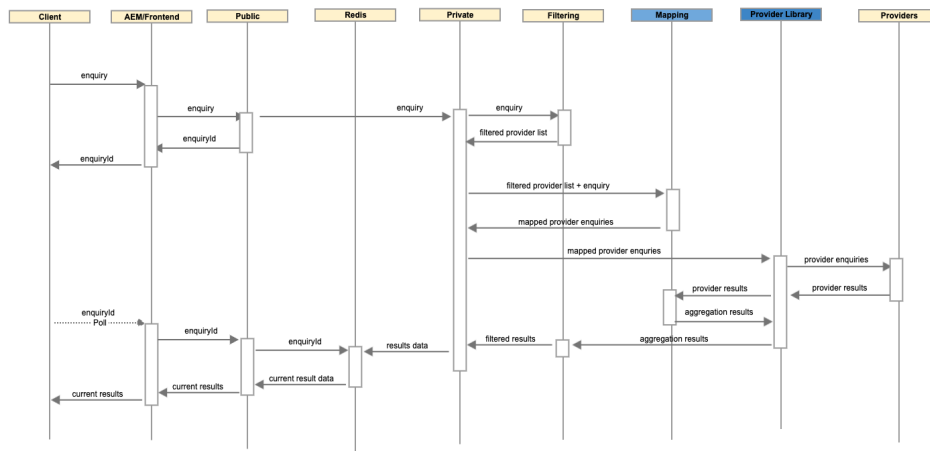 Client AEM/Frontend Public Redis Private Filtering Mapping Provider Library Providers
enquiry
enquiry enquiry enquiry
enquiryId filtered provider list
enquiryId
filtered provider list + enquiry
mapped provider enquiries
mapped provider enquries
provider enquiries
provider results provider results
enquiryId
Poll
aggregation results
enquiryId
enquiryId results data filtered results aggregation results
current result data
current results
current results